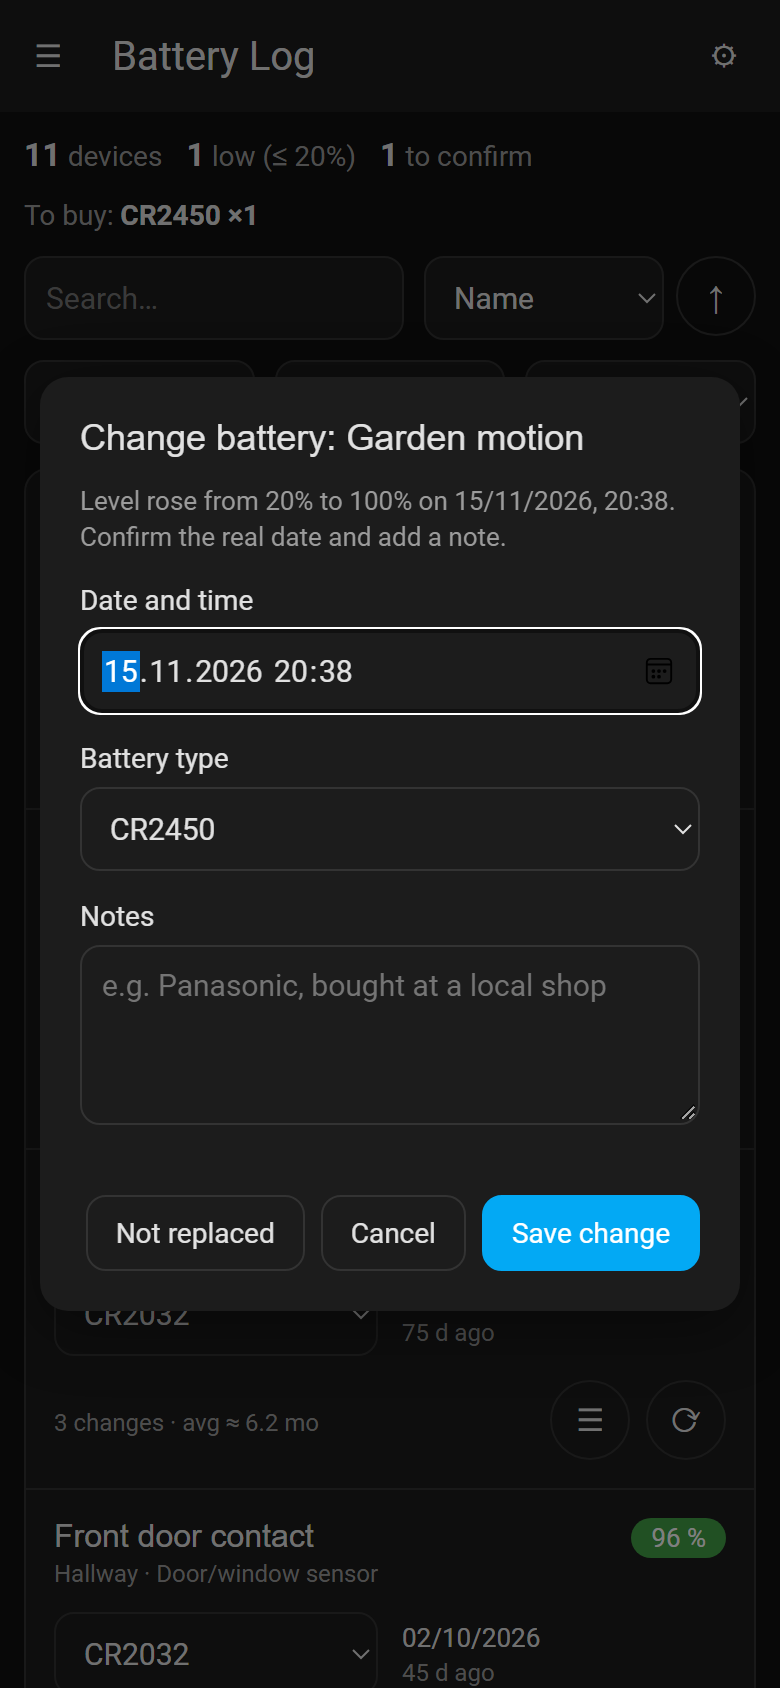 Battery Log
11 devices 1 low (≤ 20%) 1 to confirm
To buy: CR2450 ×1
Search...
Name
Change battery: Garden motion
Level rose from 20% to 100% on 15/11/2026, 20:38.
Confirm the real date and add a note.
Date and time
15.11.2026 20:38
Battery type
CR2450
Notes
e.g. Panasonic, bought at a local shop
Not replaced
Cancel
Save change
CR2032
75 d ago
3 changes · avg ≈ 6.2 mo
Front door contact
96 %
Hallway · Door/window sensor
CR2032
02/10/2026
45 d ago